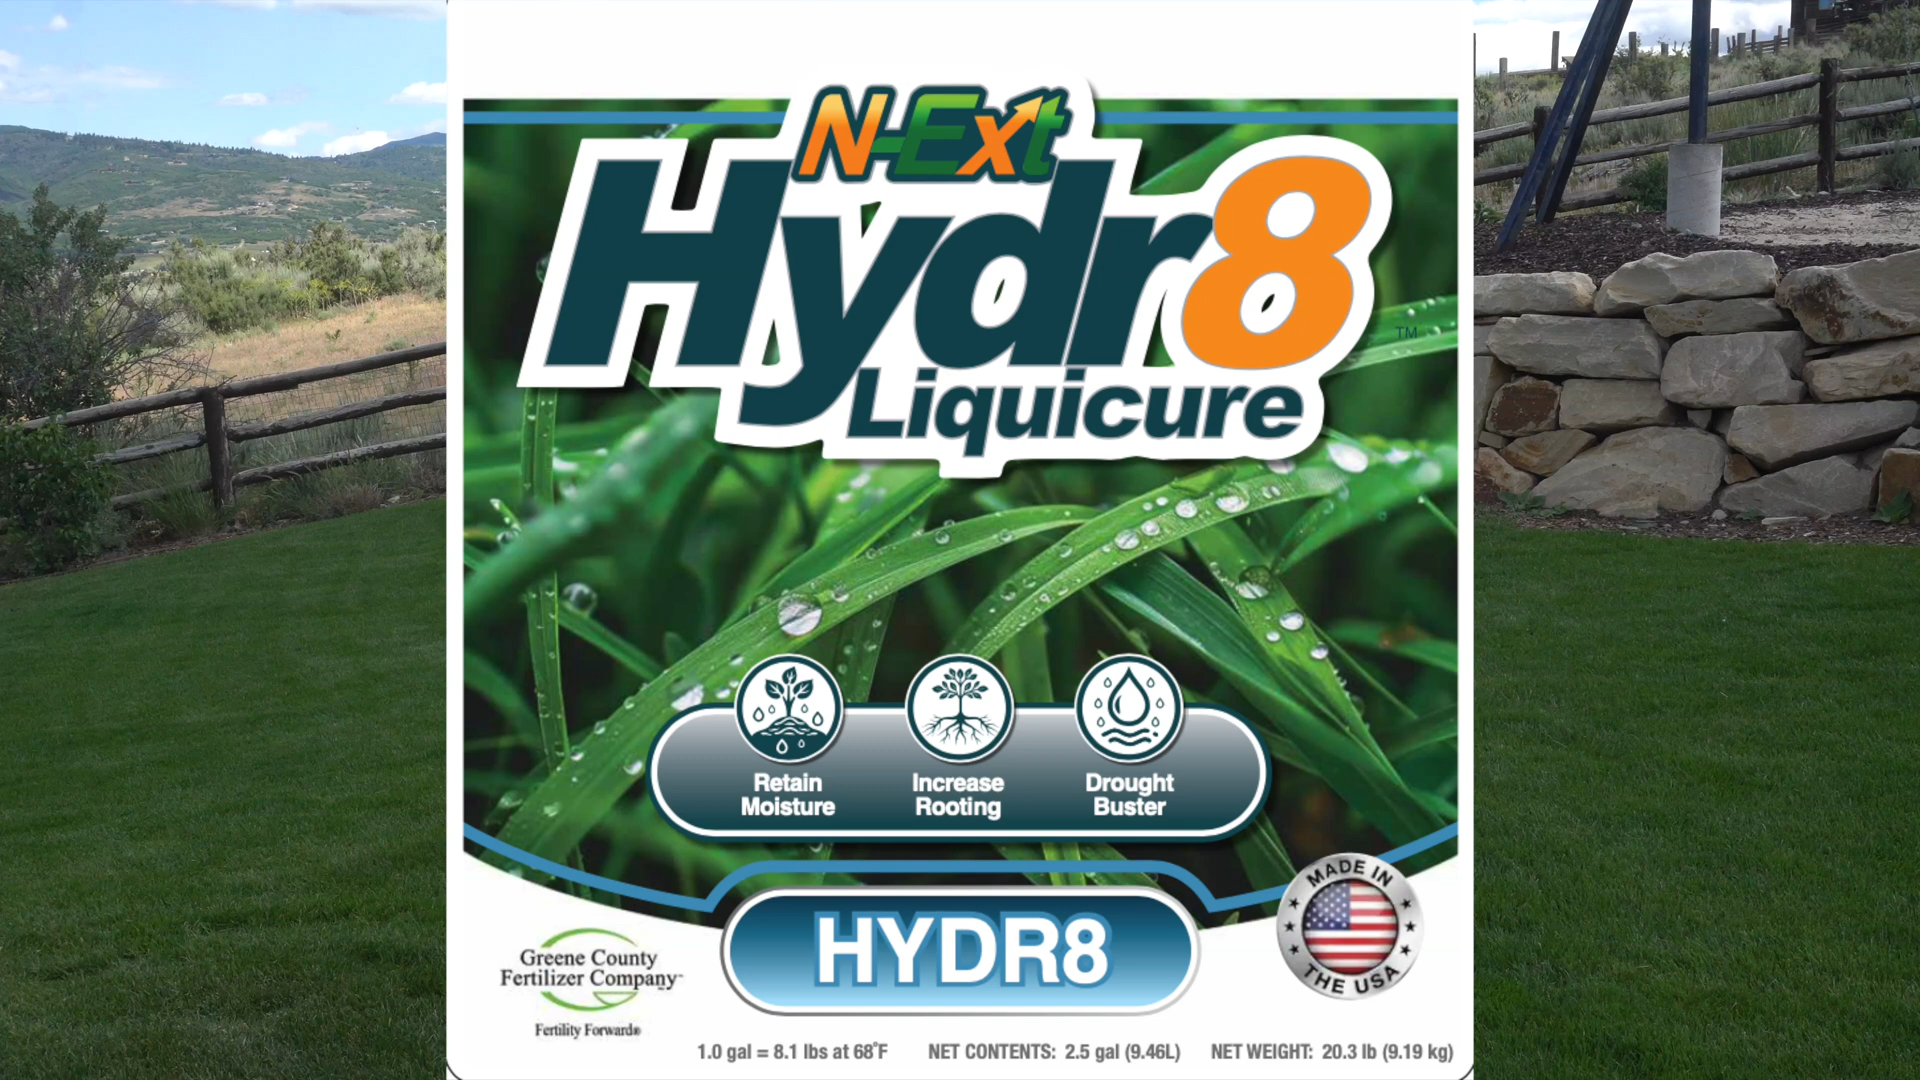 N-Ext
Hydr8
TM
Liquicure
Retain
Moisture
Increase
Rooting
Drought
Buster
HYDR8
MADE IN
THE USA
Greene County
Fertilizer Company™
Fertility Forward®
1.0 gal = 8.1 lbs at 68°F NET CONTENTS: 2.5 gal (9.46L) NET WEIGHT: 20.3 lb (9.19 kg)